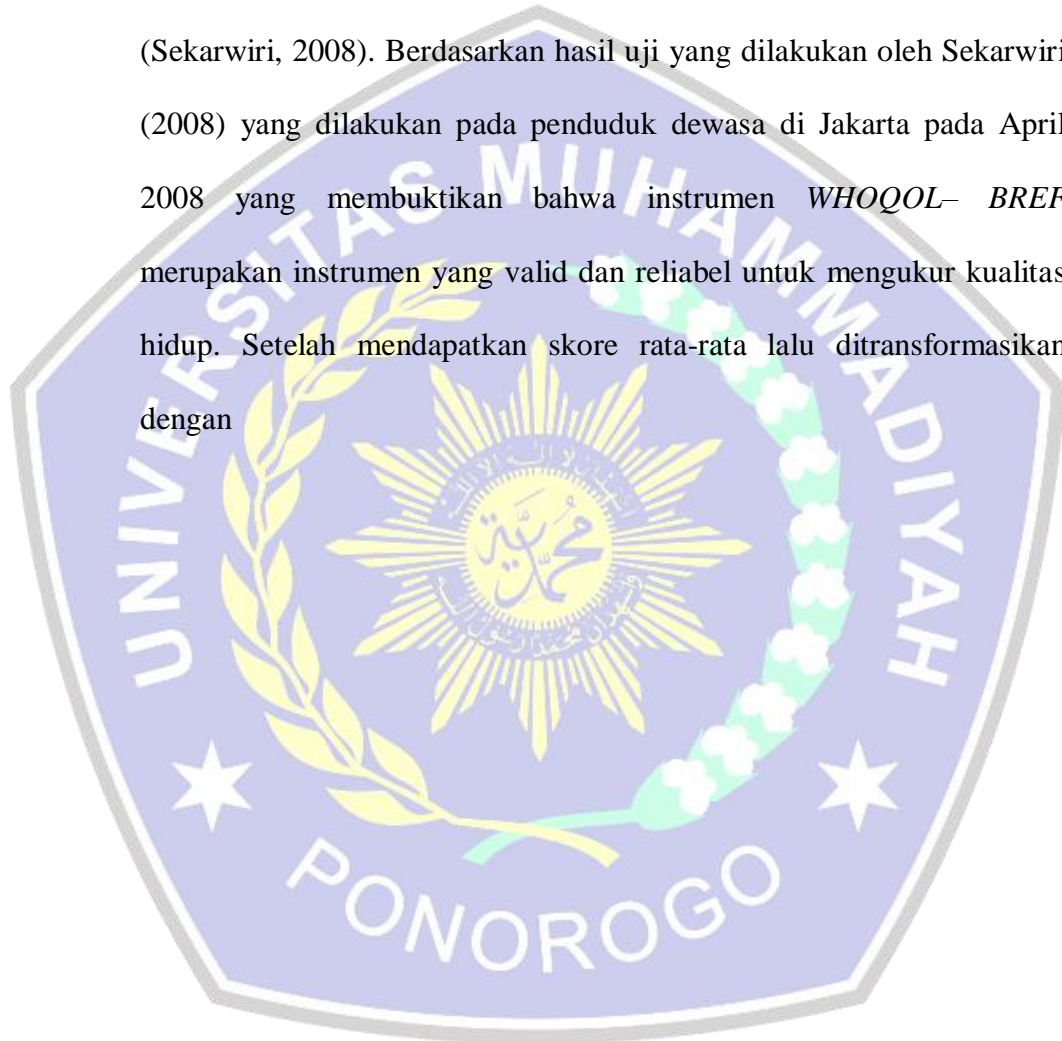 (Sekarwiri, 2008). Berdasarkan hasil uji yang dilakukan oleh Sekarwiri
(2008) yang dilakukan pada penduduk dewasa di Jakarta pada April
2008 yang membuktikan bahwa instrumen WHOQOL– BREF
merupakan instrumen yang valid dan reliabel untuk mengukur kualitas
hidup. Setelah mendapatkan skore rata-rata lalu ditransformasikan
dengan
UNIVERSITAS MUHAMMADIYAH
محمدية
PONOROGO